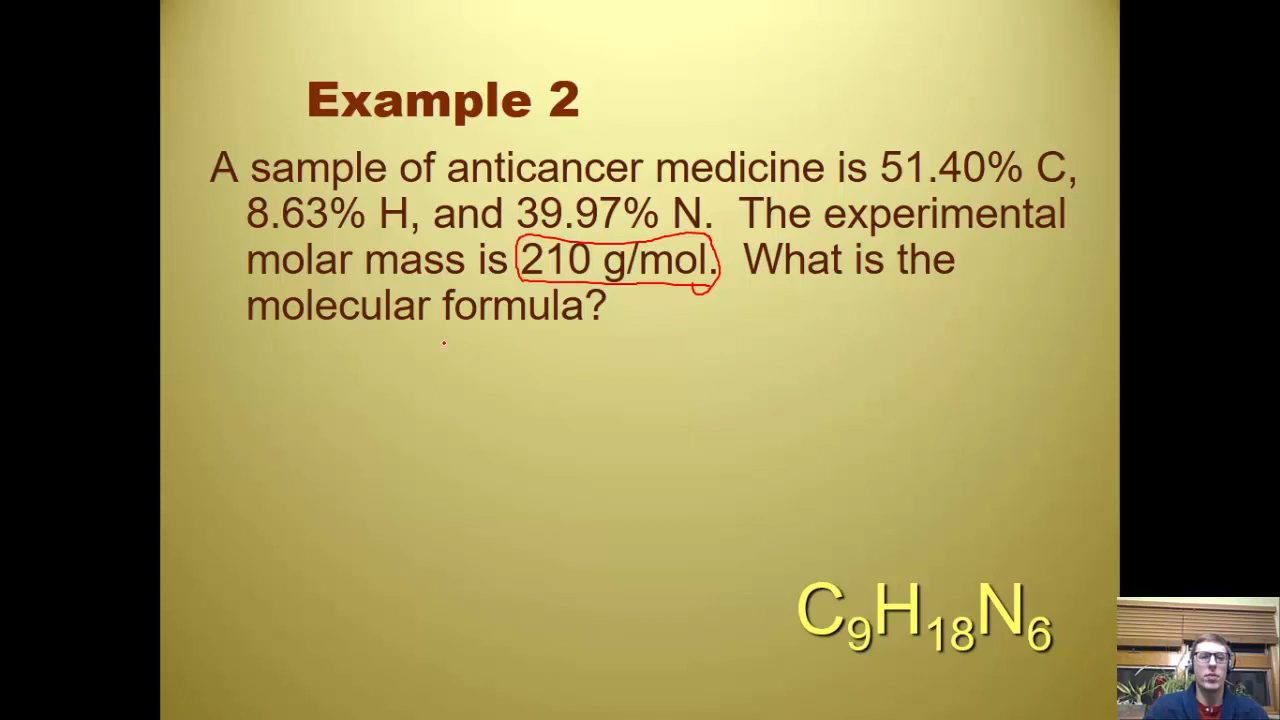 Example 2
A sample of anticancer medicine is 51.40% C,
8.63% H, and 39.97% N. The experimental
molar mass is 210 g/mol. What is the
molecular formula?
C₉H₁₈N₆